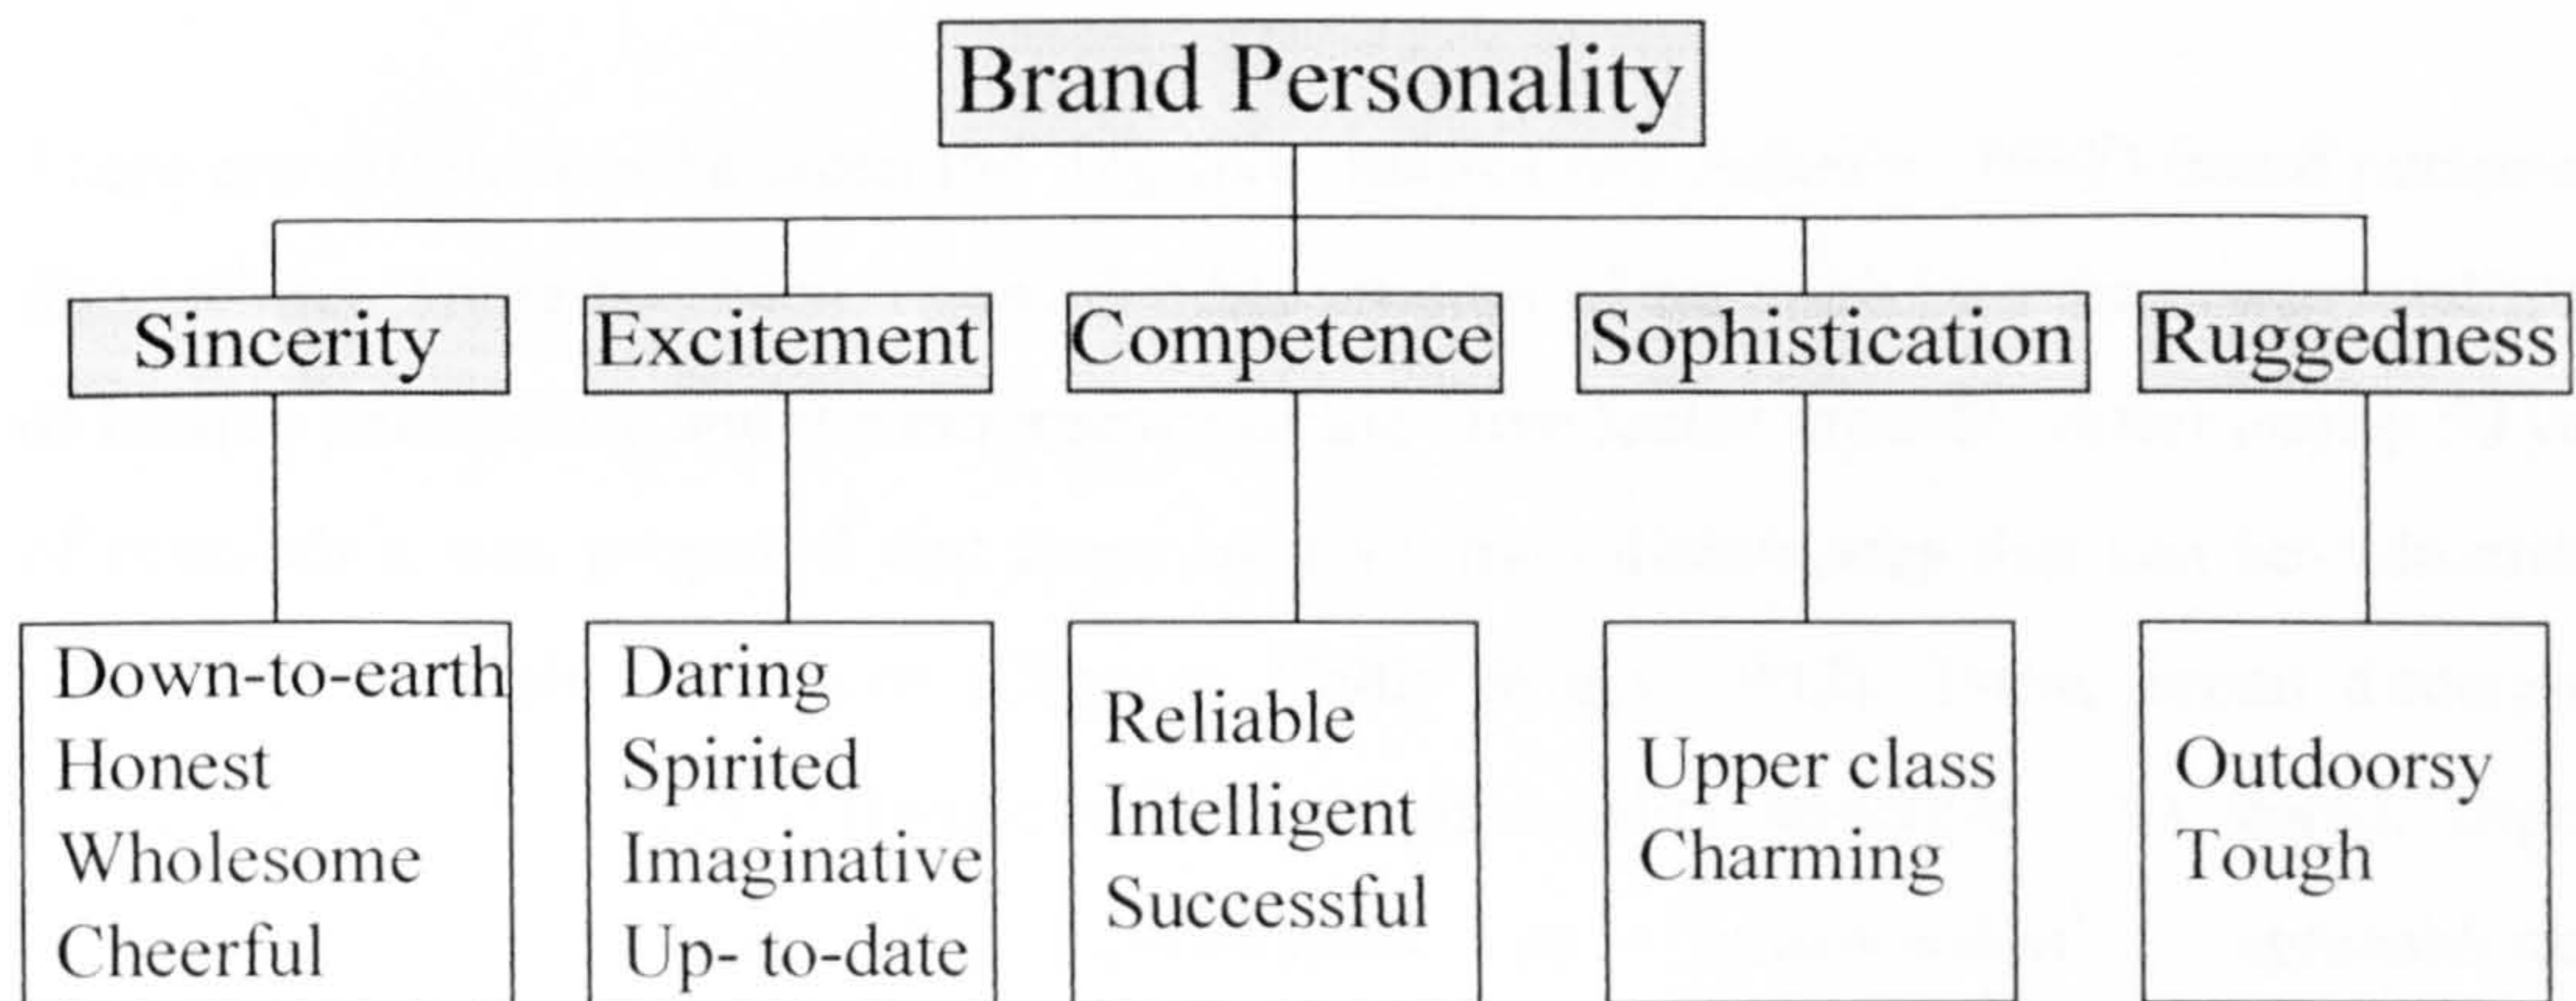 Brand Personality
Sincerity
Excitement
Competence
Sophistication
Ruggedness
Down-to-earth
Honest
Wholesome
Cheerful
Daring
Spirited
Imaginative
Up- to-date
Reliable
Intelligent
Successful
Upper class
Charming
Outdoorsy
Tough